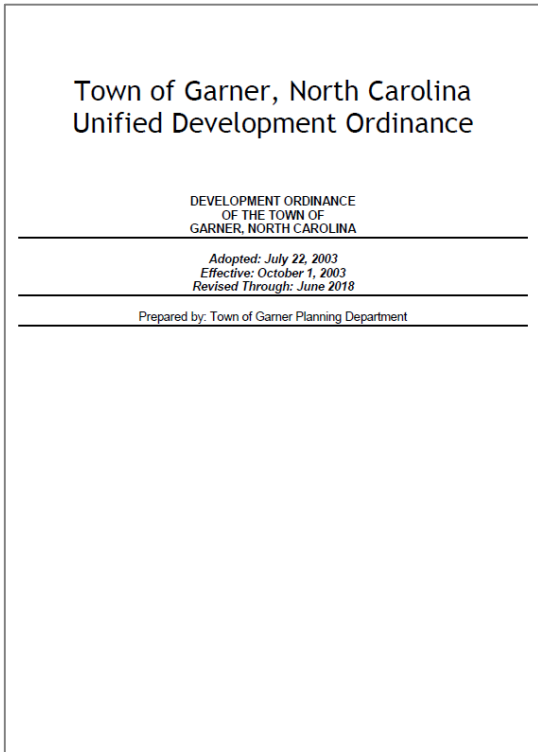 Town of Garner, North Carolina
Unified Development Ordinance
DEVELOPMENT ORDINANCE
OF THE TOWN OF
GARNER, NORTH CAROLINA
Adopted: July 22, 2003
Effective: October 1, 2003
Revised Through: June 2018
Prepared by: Town of Garner Planning Department